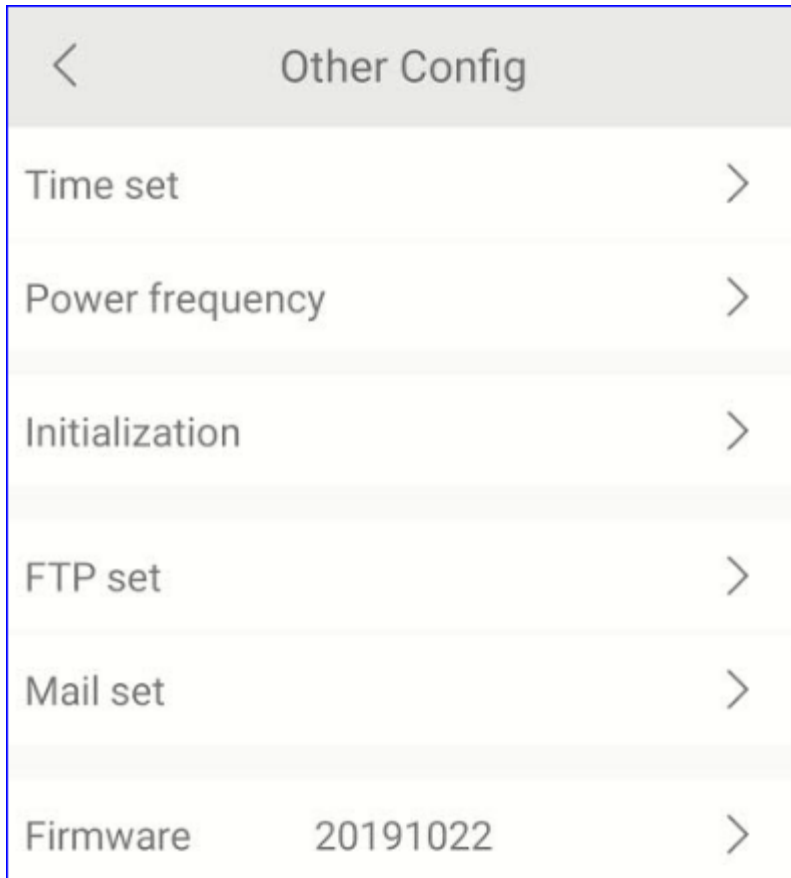 Other Config
Time set
Power frequency
Initialization
FTP set
Mail set
Firmware 20191022